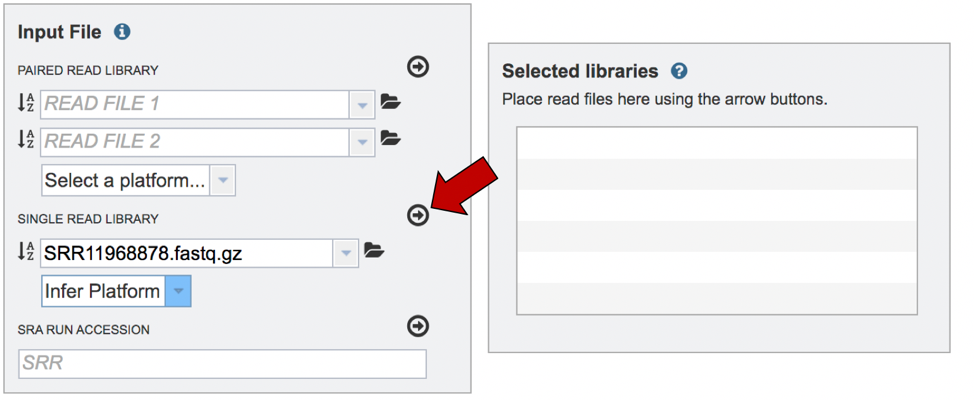 Input File
PAIRED READ LIBRARY
READ FILE 1
READ FILE 2
Select a platform...
SINGLE READ LIBRARY
SRR11968878.fastq.gz
Infer Platform
SRA RUN ACCESSION
SRR
Selected libraries
Place read files here using the arrow buttons.